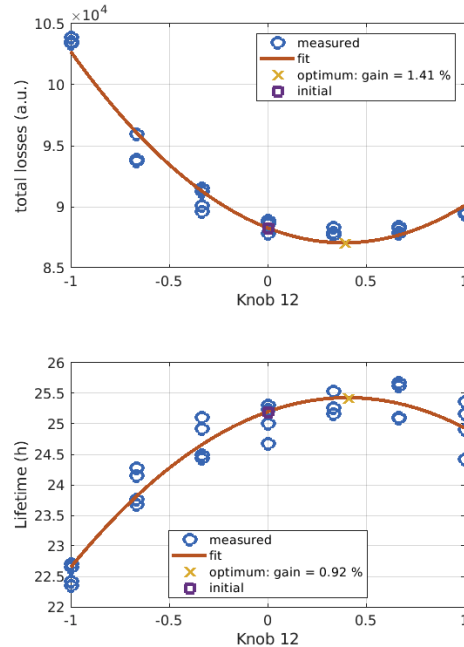 10.5 ×10⁴
10
9.5
9
8.5
total losses (a.u.)
measured
fit
optimum: gain = 1.41 %
initial
-1 -0.5 0 0.5 1
Knob 12
26
25.5
25
24.5
24
23.5
23
22.5
22
Lifetime (h)
measured
fit
optimum: gain = 0.92 %
initial
-1 -0.5 0 0.5 1
Knob 12